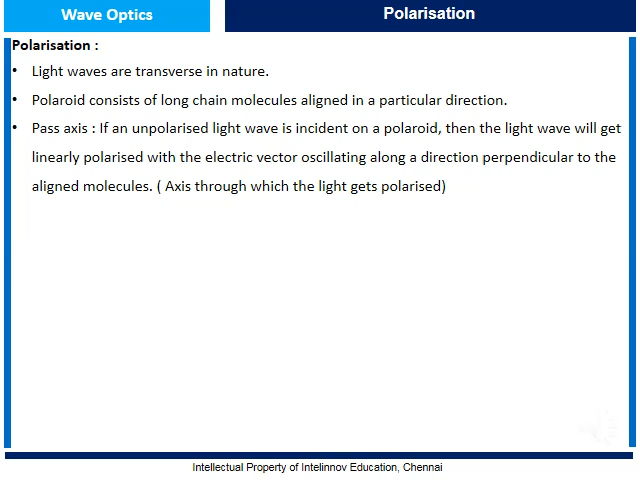 Wave Optics
Polarisation
Polarisation :
• Light waves are transverse in nature.
• Polaroid consists of long chain molecules aligned in a particular direction.
• Pass axis : If an unpolarised light wave is incident on a polaroid, then the light wave will get
linearly polarised with the electric vector oscillating along a direction perpendicular to the
aligned molecules. ( Axis through which the light gets polarised)
Intellectual Property of Intelinnov Education, Chennai